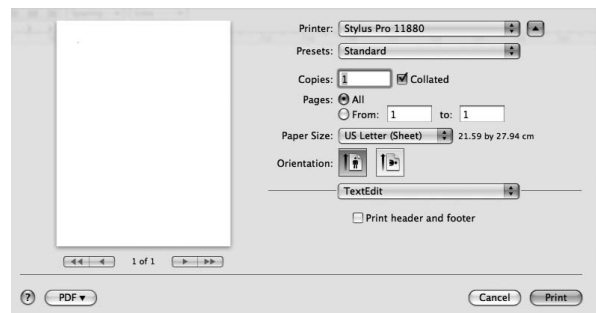 Printer: Stylus Pro 11880
Presets: Standard
Copies: 1 Collated
Pages: All
From: 1 to: 1
Paper Size: US Letter (Sheet) 21.59 by 27.94 cm
Orientation:
TextEdit
Print header and footer
1 of 1
? PDF Cancel Print